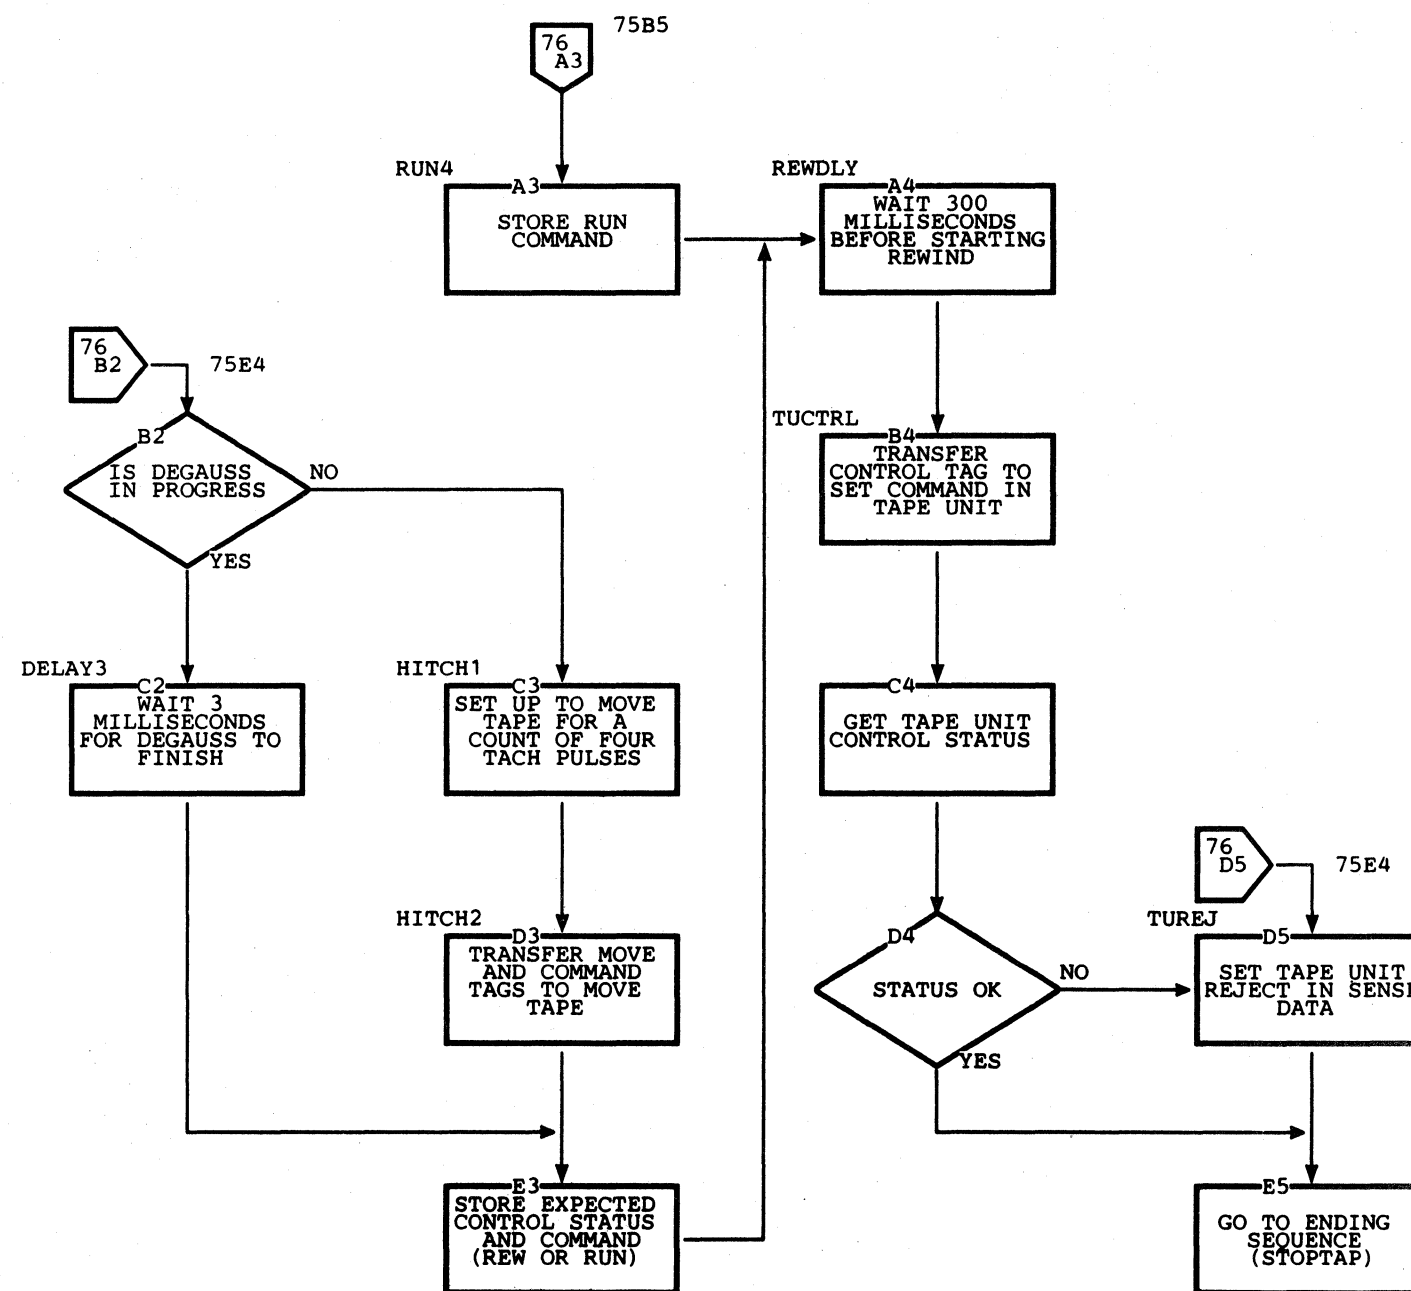 75B5
76
A3
RUN4
A3
STORE RUN
COMMAND
REWDLY
A4
WAIT 300
MILLISECONDS
BEFORE STARTING
REWIND
76
B2
75E4
B2
IS DEGAUSS
IN PROGRESS
NO
YES
TUCTRL
B4
TRANSFER
CONTROL TAG TO
SET COMMAND IN
TAPE UNIT
DELAY3
C2
WAIT 3
MILLISECONDS
FOR DEGAUSS TO
FINISH
HITCH1
C3
SET UP TO MOVE
TAPE FOR A
COUNT OF FOUR
TACH PULSES
C4
GET TAPE UNIT
CONTROL STATUS
76
D5
75E4
HITCH2
D3
TRANSFER MOVE
AND COMMAND
TAGS TO MOVE
TAPE
D4
STATUS OK
NO
YES
TUREJ
D5
SET TAPE UNIT
REJECT IN SENSE
DATA
E3
STORE EXPECTED
CONTROL STATUS
AND COMMAND
(REW OR RUN)
E5
GO TO ENDING
SEQUENCE
(STOPTAP)